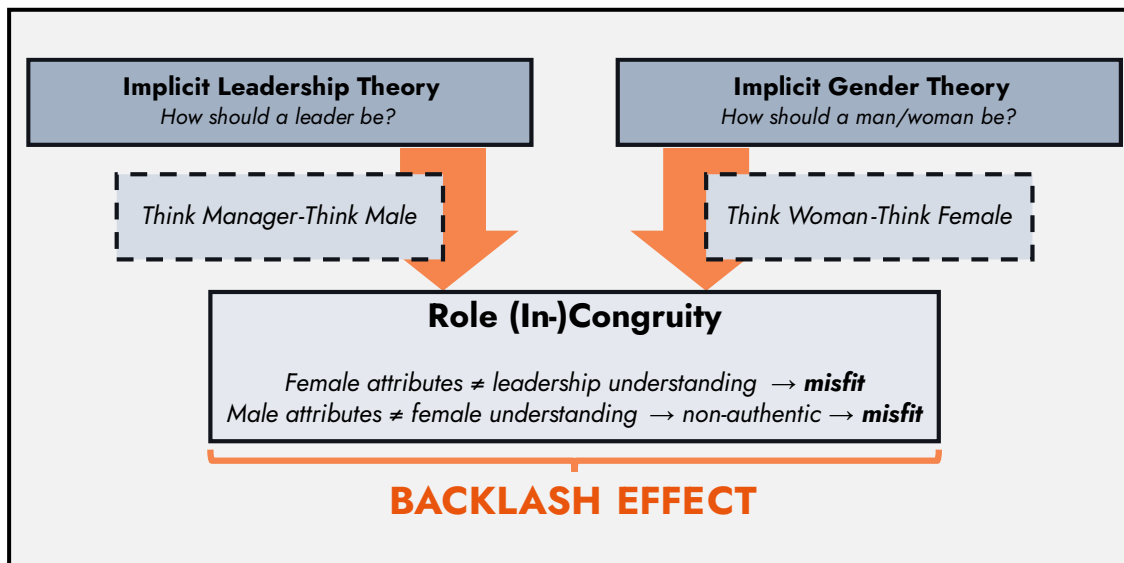 Implicit Leadership Theory
How should a leader be?
Implicit Gender Theory
How should a man/woman be?
Think Manager-Think Male
Think Woman-Think Female
Role (In-)Congruity
Female attributes ≠ leadership understanding → misfit
Male attributes ≠ female understanding → non-authentic → misfit
BACKLASH EFFECT